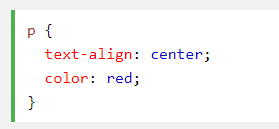 p {
  text-align: center;
  color: red;
}